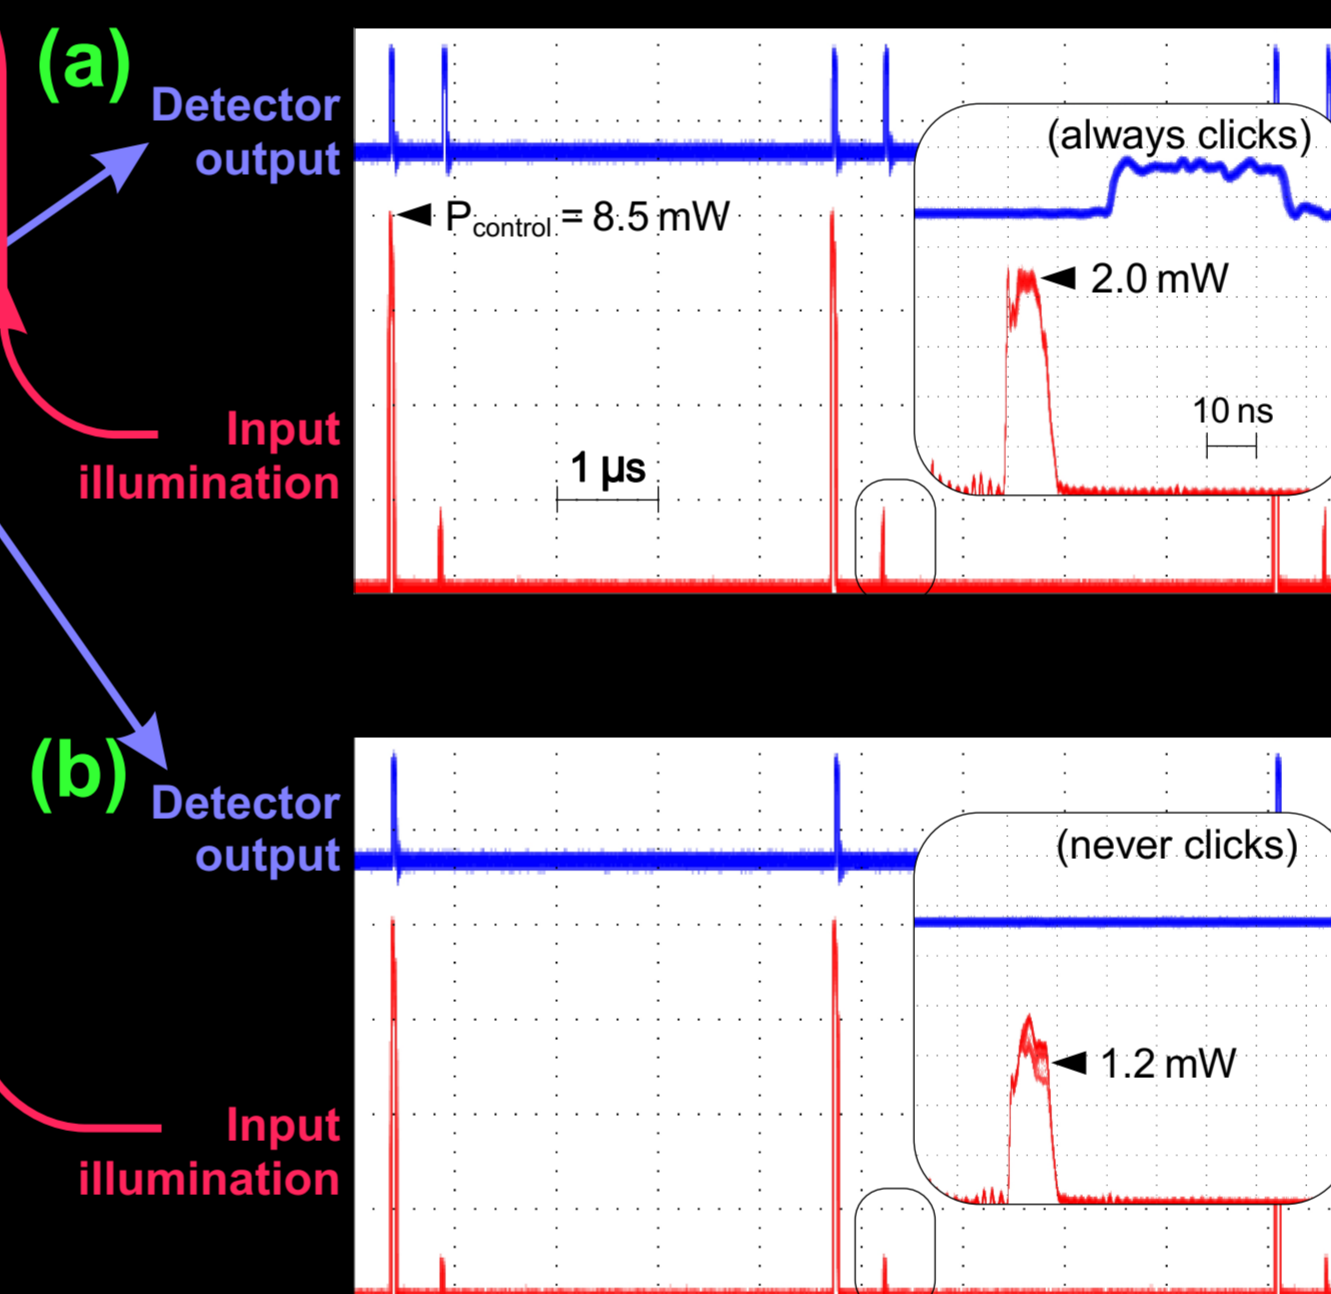 (a)
Detector
output
P_control = 8.5 mW
(always clicks)
2.0 mW
10 ns
1 µs
Input
illumination
(b)
Detector
output
(never clicks)
1.2 mW
Input
illumination